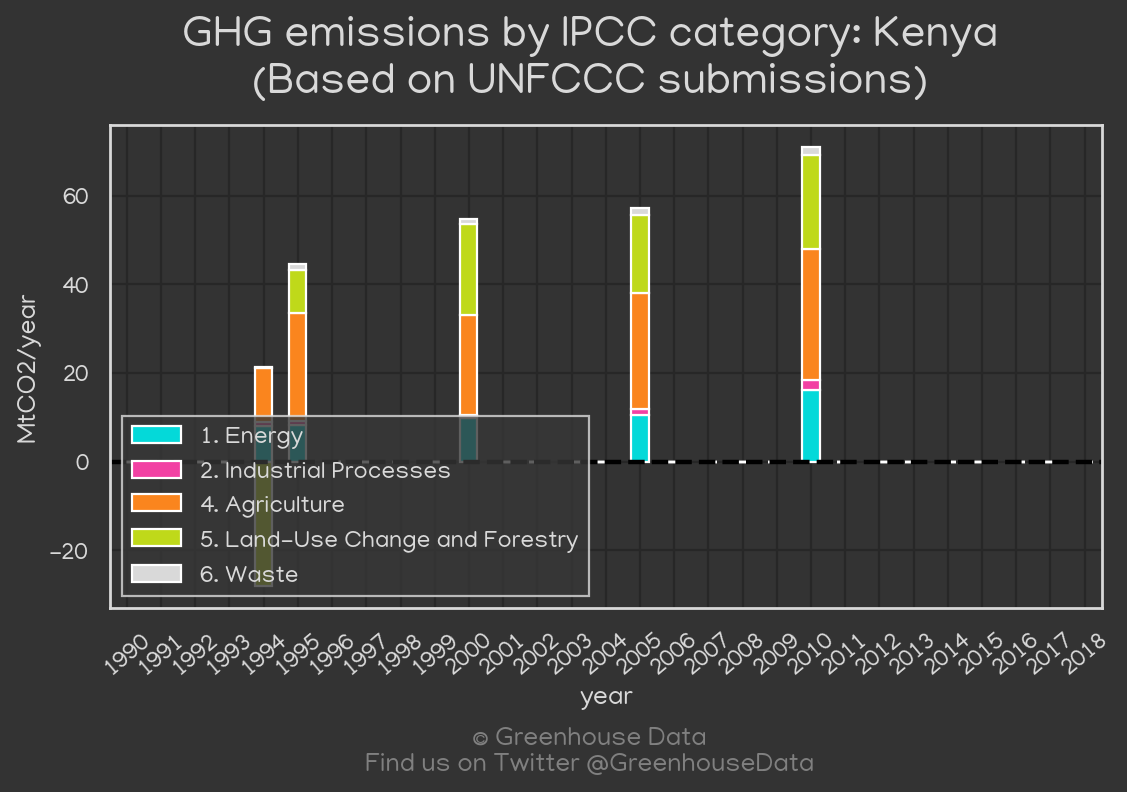 GHG emissions by IPCC category: Kenya
(Based on UNFCCC submissions)
MtCO2/year
60
40
20
0
−20
1. Energy
2. Industrial Processes
4. Agriculture
5. Land-Use Change and Forestry
6. Waste
1990 1991 1992 1993 1994 1995 1996 1997 1998 1999 2000 2001 2002 2003 2004 2005 2006 2007 2008 2009 2010 2011 2012 2013 2014 2015 2016 2017 2018
year
© Greenhouse Data
Find us on Twitter @GreenhouseData